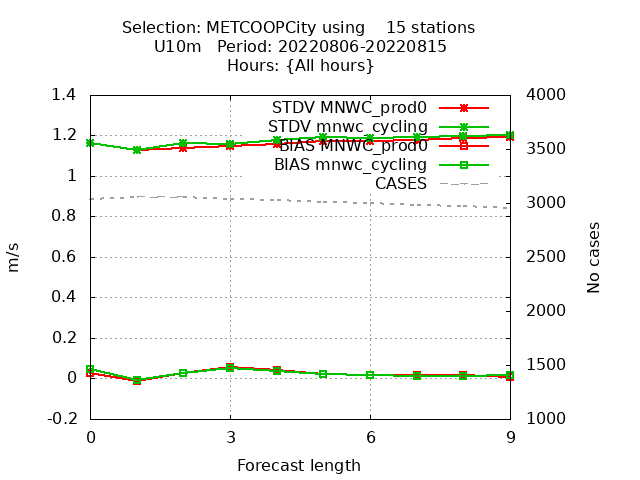 Selection: METCOOPCity using 15 stations
U10m Period: 20220806-20220815
Hours: {All hours}
STDV MNWC_prod0
STDV mnwc_cycling
BIAS MNWC_prod0
BIAS mnwc_cycling
CASES
1.4
1.2
1
0.8
0.6
0.4
0.2
0
-0.2
m/s
4000
3500
3000
2500
2000
1500
1000
No cases
0 3 6 9
Forecast length